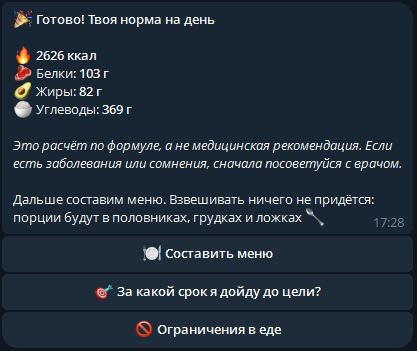 🎉 Готово! Твоя норма на день
🔥 2626 ккал
🥩 Белки: 103 г
🥑 Жиры: 82 г
🍚 Углеводы: 369 г
Это расчёт по формуле, а не медицинская рекомендация. Если
есть заболевания или сомнения, сначала посоветуйся с врачом.
Дальше составим меню. Взвешивать ничего не придётся:
порции будут в половниках, грудках и ложках 🥄
17:28
🍽️ Составить меню
🎯 За какой срок я дойду до цели?
🚫 Ограничения в еде